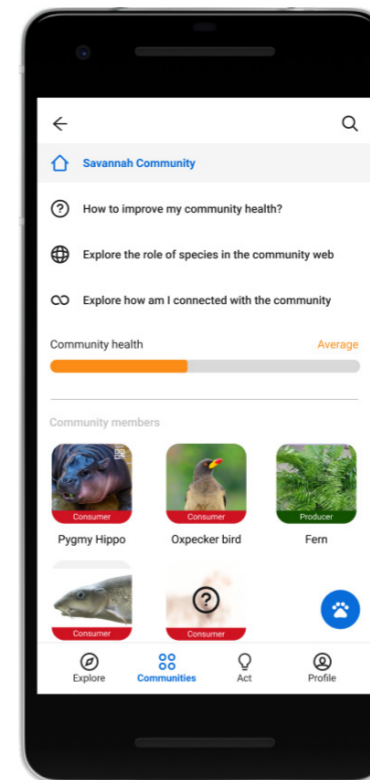 Savannah Community
How to improve my community health?
Explore the role of species in the community web
Explore how am I connected with the community
Community health Average
Community members
Consumer Consumer Producer
Pygmy Hippo Oxpecker bird Fern
?
Consumer Consumer
Explore Communities Act Profile